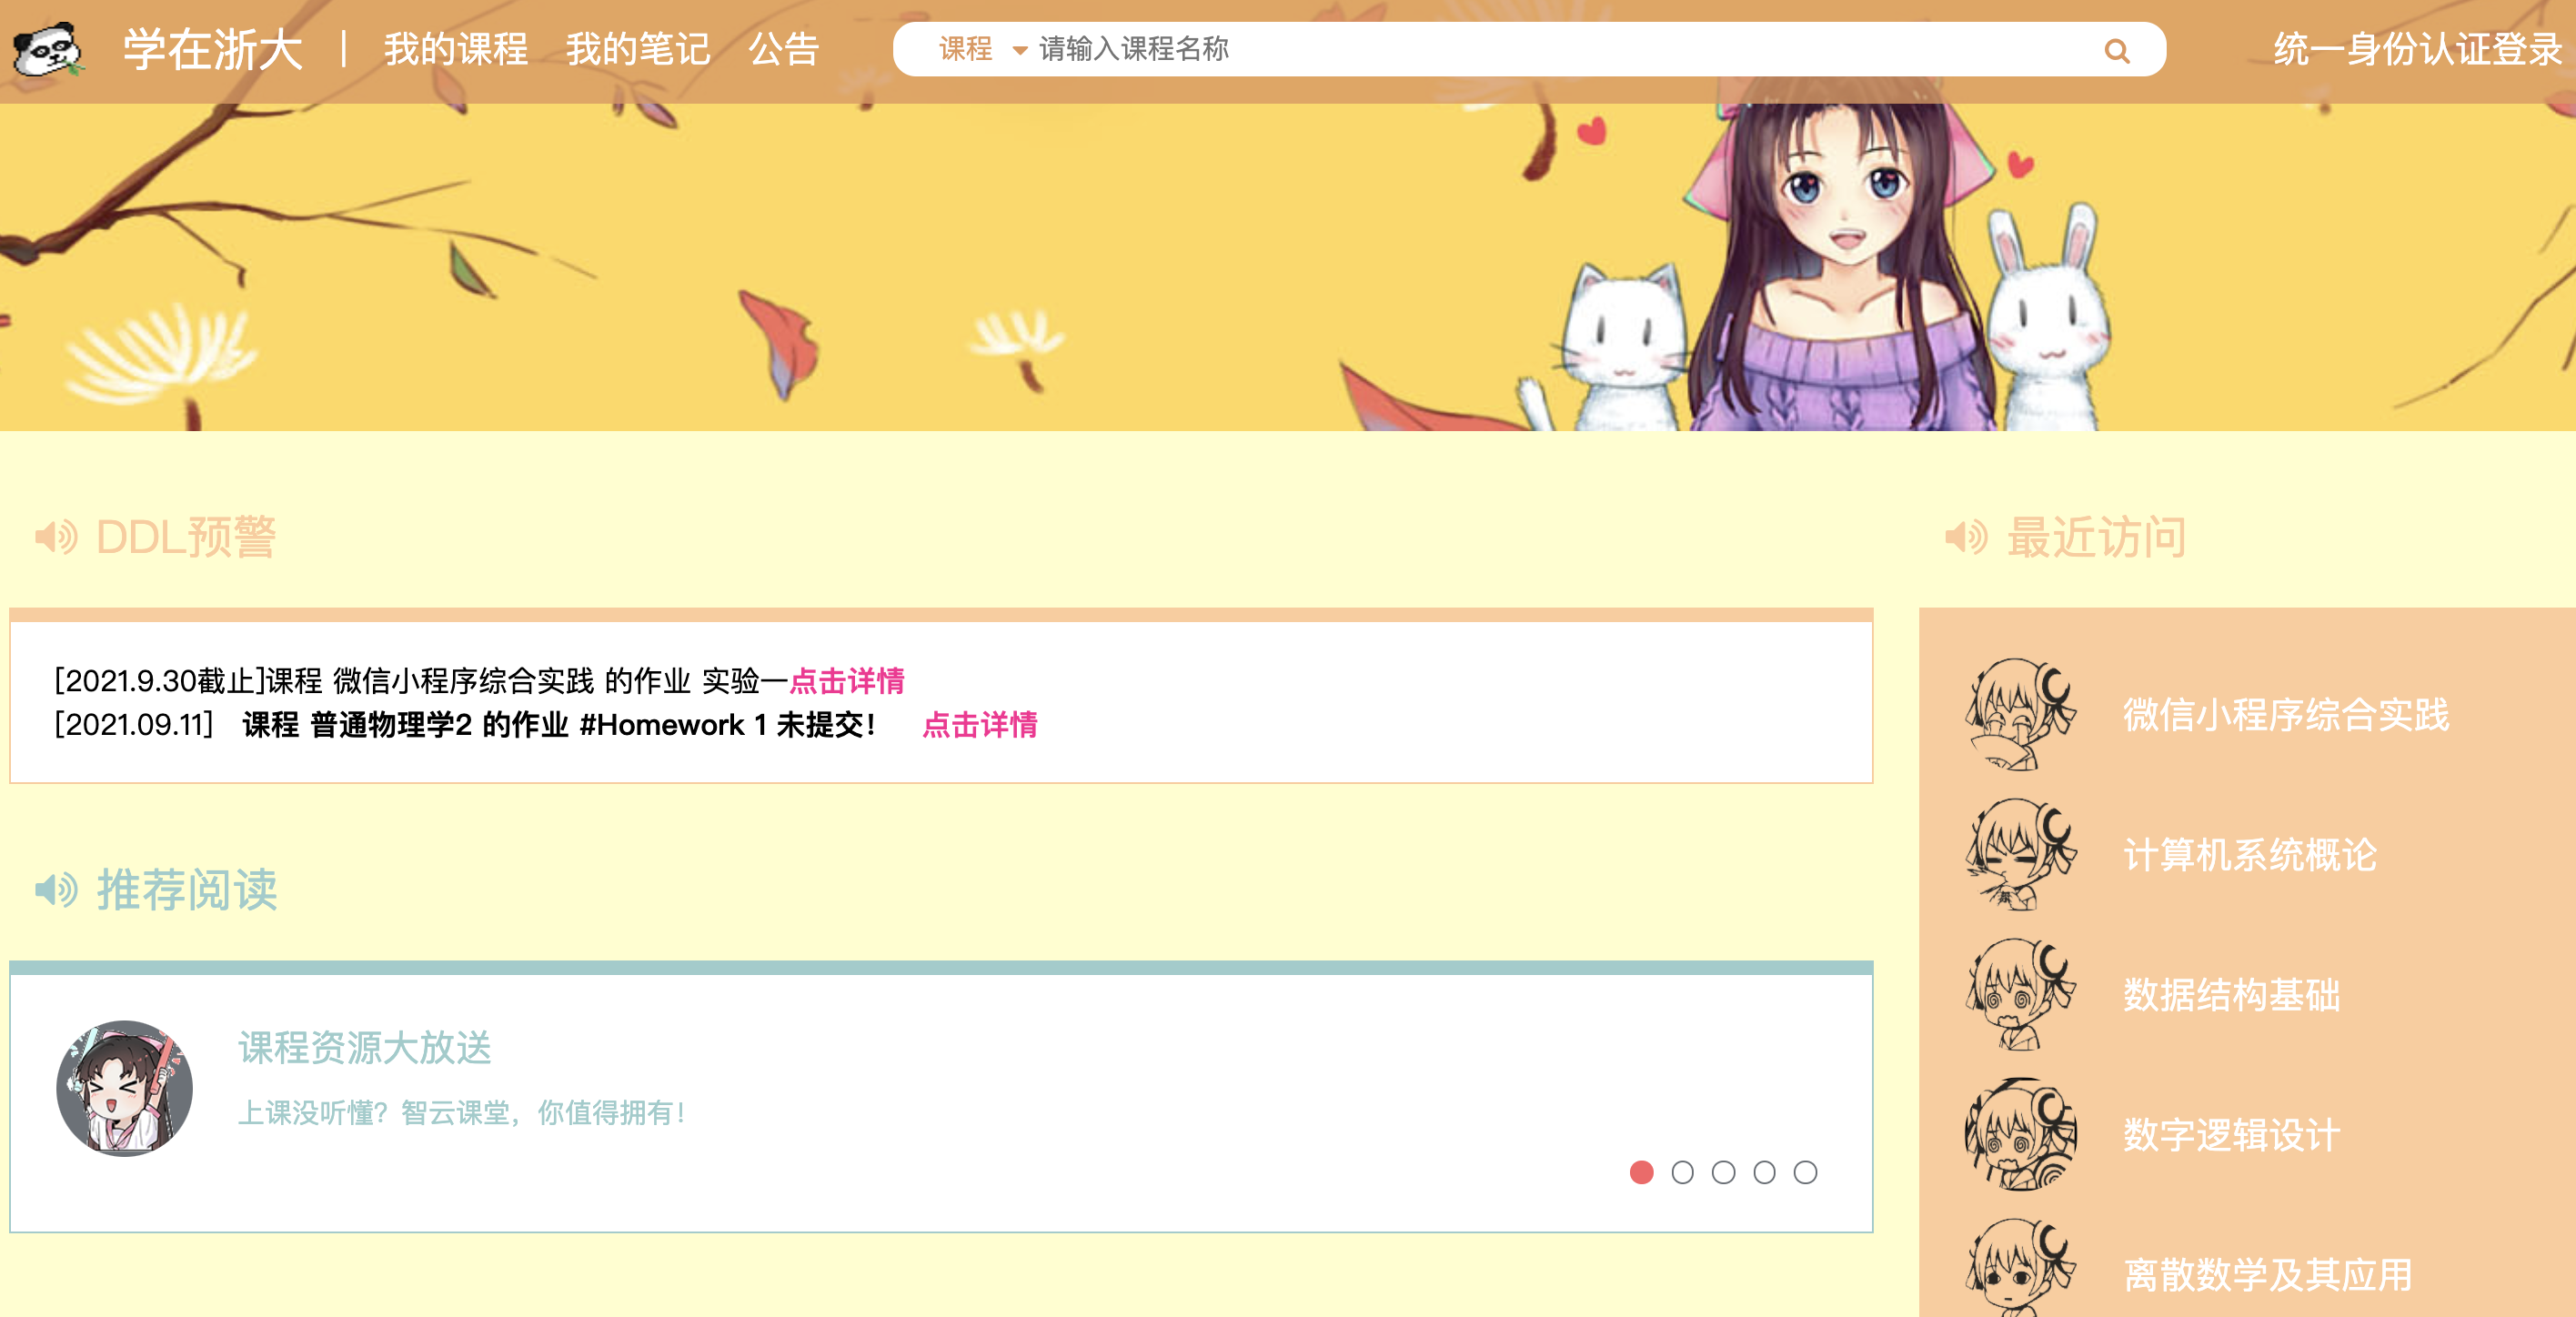 学在浙大 | 我的课程 我的笔记 公告 课程 请输入课程名称 统一身份认证登录
DDL预警
[2021.9.30截止]课程 微信小程序综合实践 的作业 实验一点击详情
[2021.09.11] 课程 普通物理学2 的作业 #Homework 1 未提交！ 点击详情
推荐阅读
课程资源大放送
上课没听懂？智云课堂，你值得拥有！
最近访问
微信小程序综合实践
计算机系统概论
数据结构基础
数字逻辑设计
离散数学及其应用